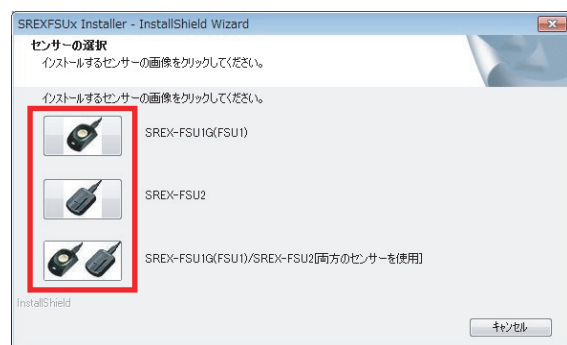 SREXFSUx Installer - InstallShield Wizard
センサーの選択
インストールするセンサーの画像をクリックしてください。
インストールするセンサーの画像をクリックしてください。
SREX-FSU1G(FSU1)
SREX-FSU2
SREX-FSU1G(FSU1)/SREX-FSU2[両方のセンサーを使用]
InstallShield
キャンセル